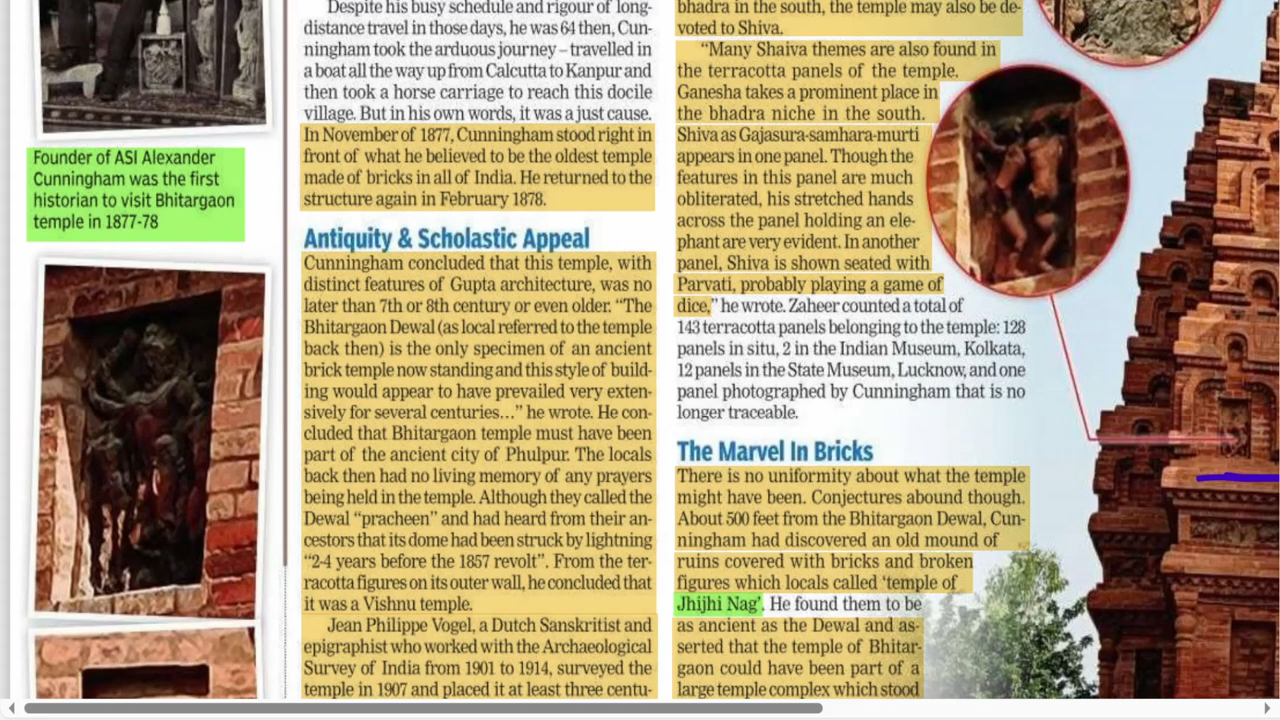 Founder of ASI Alexander
Cunningham was the first
historian to visit Bhitargaon
temple in 1877-78
Despite his busy schedule and rigour of long-
distance travel in those days, he was 64 then, Cun-
ningham took the arduous journey – travelled in
a boat all the way up from Calcutta to Kanpur and
then took a horse carriage to reach this docile
village. But in his own words, it was a just cause.
In November of 1877, Cunningham stood right in
front of what he believed to be the oldest temple
made of bricks in all of India. He returned to the
structure again in February 1878.
Antiquity & Scholastic Appeal
Cunningham concluded that this temple, with
distinct features of Gupta architecture, was no
later than 7th or 8th century or even older. “The
Bhitargaon Dewal (as local referred to the temple
back then) is the only specimen of an ancient
brick temple now standing and this style of build-
ing would appear to have prevailed very exten-
sively for several centuries…” he wrote. He con-
cluded that Bhitargaon temple must have been
part of the ancient city of Phulpur. The locals
back then had no living memory of any prayers
being held in the temple. Although they called the
Dewal “pracheen” and had heard from their an-
cestors that its dome had been struck by lightning
“2-4 years before the 1857 revolt”. From the ter-
racotta figures on its outer wall, he concluded that
it was a Vishnu temple.
Jean Philippe Vogel, a Dutch Sanskritist and
epigraphist who worked with the Archaeological
Survey of India from 1901 to 1914, surveyed the
temple in 1907 and placed it at least three centu-
bhadra in the south, the temple may also be de-
voted to Shiva.
“Many Shaiva themes are also found in
the terracotta panels of the temple.
Ganesha takes a prominent place in
the bhadra niche in the south.
Shiva as Gajasura-samhara-murti
appears in one panel. Though the
features in this panel are much
obliterated, his stretched hands
across the panel holding an ele-
phant are very evident. In another
panel, Shiva is shown seated with
Parvati, probably playing a game of
dice,” he wrote. Zaheer counted a total of
143 terracotta panels belonging to the temple: 128
panels in situ, 2 in the Indian Museum, Kolkata,
12 panels in the State Museum, Lucknow, and one
panel photographed by Cunningham that is no
longer traceable.
The Marvel In Bricks
There is no uniformity about what the temple
might have been. Conjectures abound though.
About 500 feet from the Bhitargaon Dewal, Cun-
ningham had discovered an old mound of
ruins covered with bricks and broken
figures which locals called ‘temple of
Jhijhi Nag’. He found them to be
as ancient as the Dewal and as-
serted that the temple of Bhitar-
gaon could have been part of a
large temple complex which stood